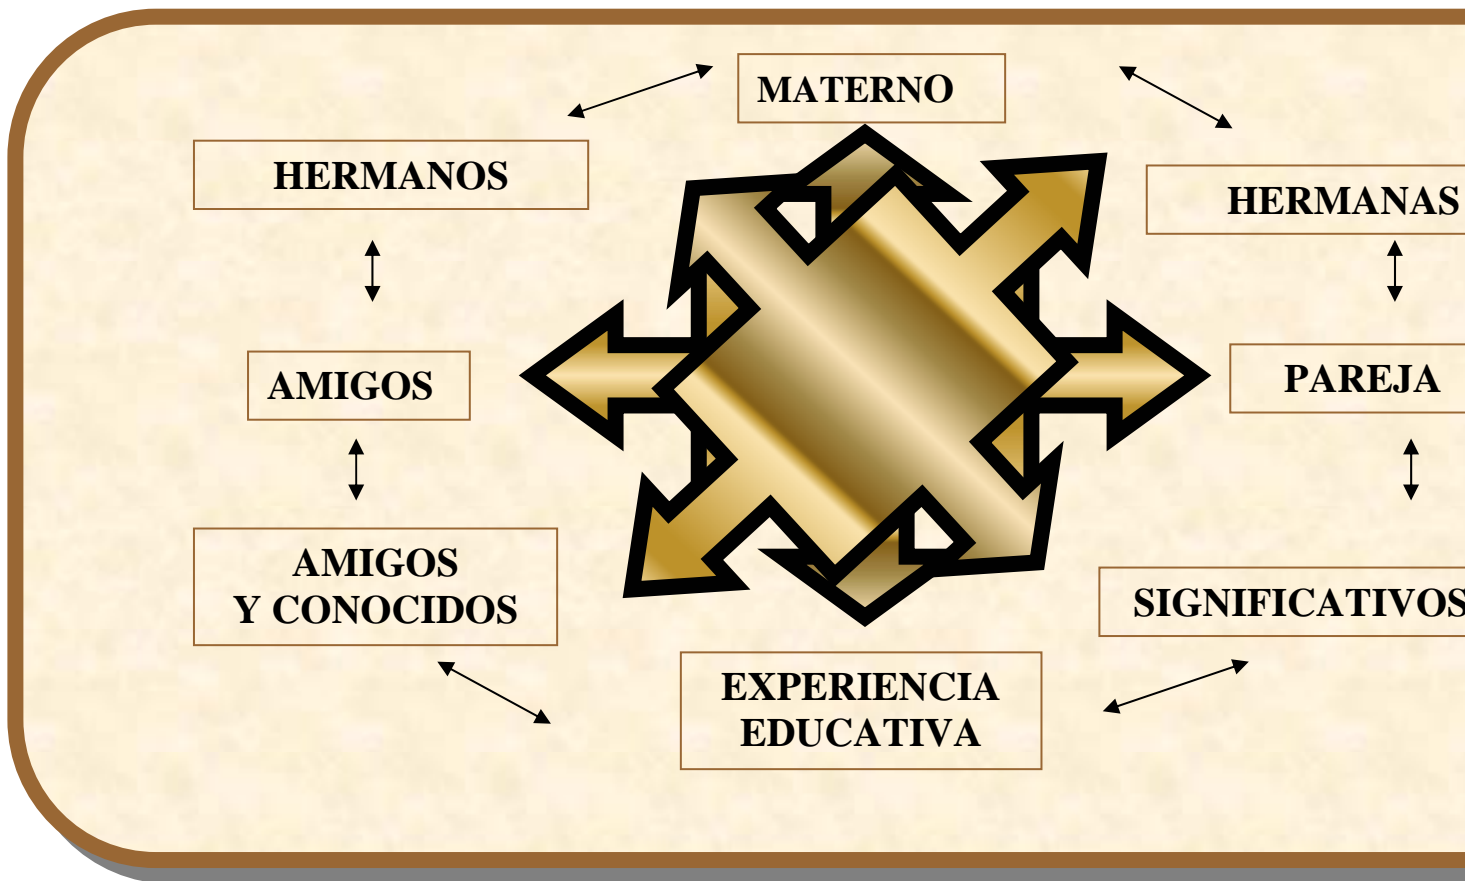 MATERNO
HERMANOS
HERMANAS
AMIGOS
PAREJA
AMIGOS
Y CONOCIDOS
SIGNIFICATIVOS
EXPERIENCIA
EDUCATIVA